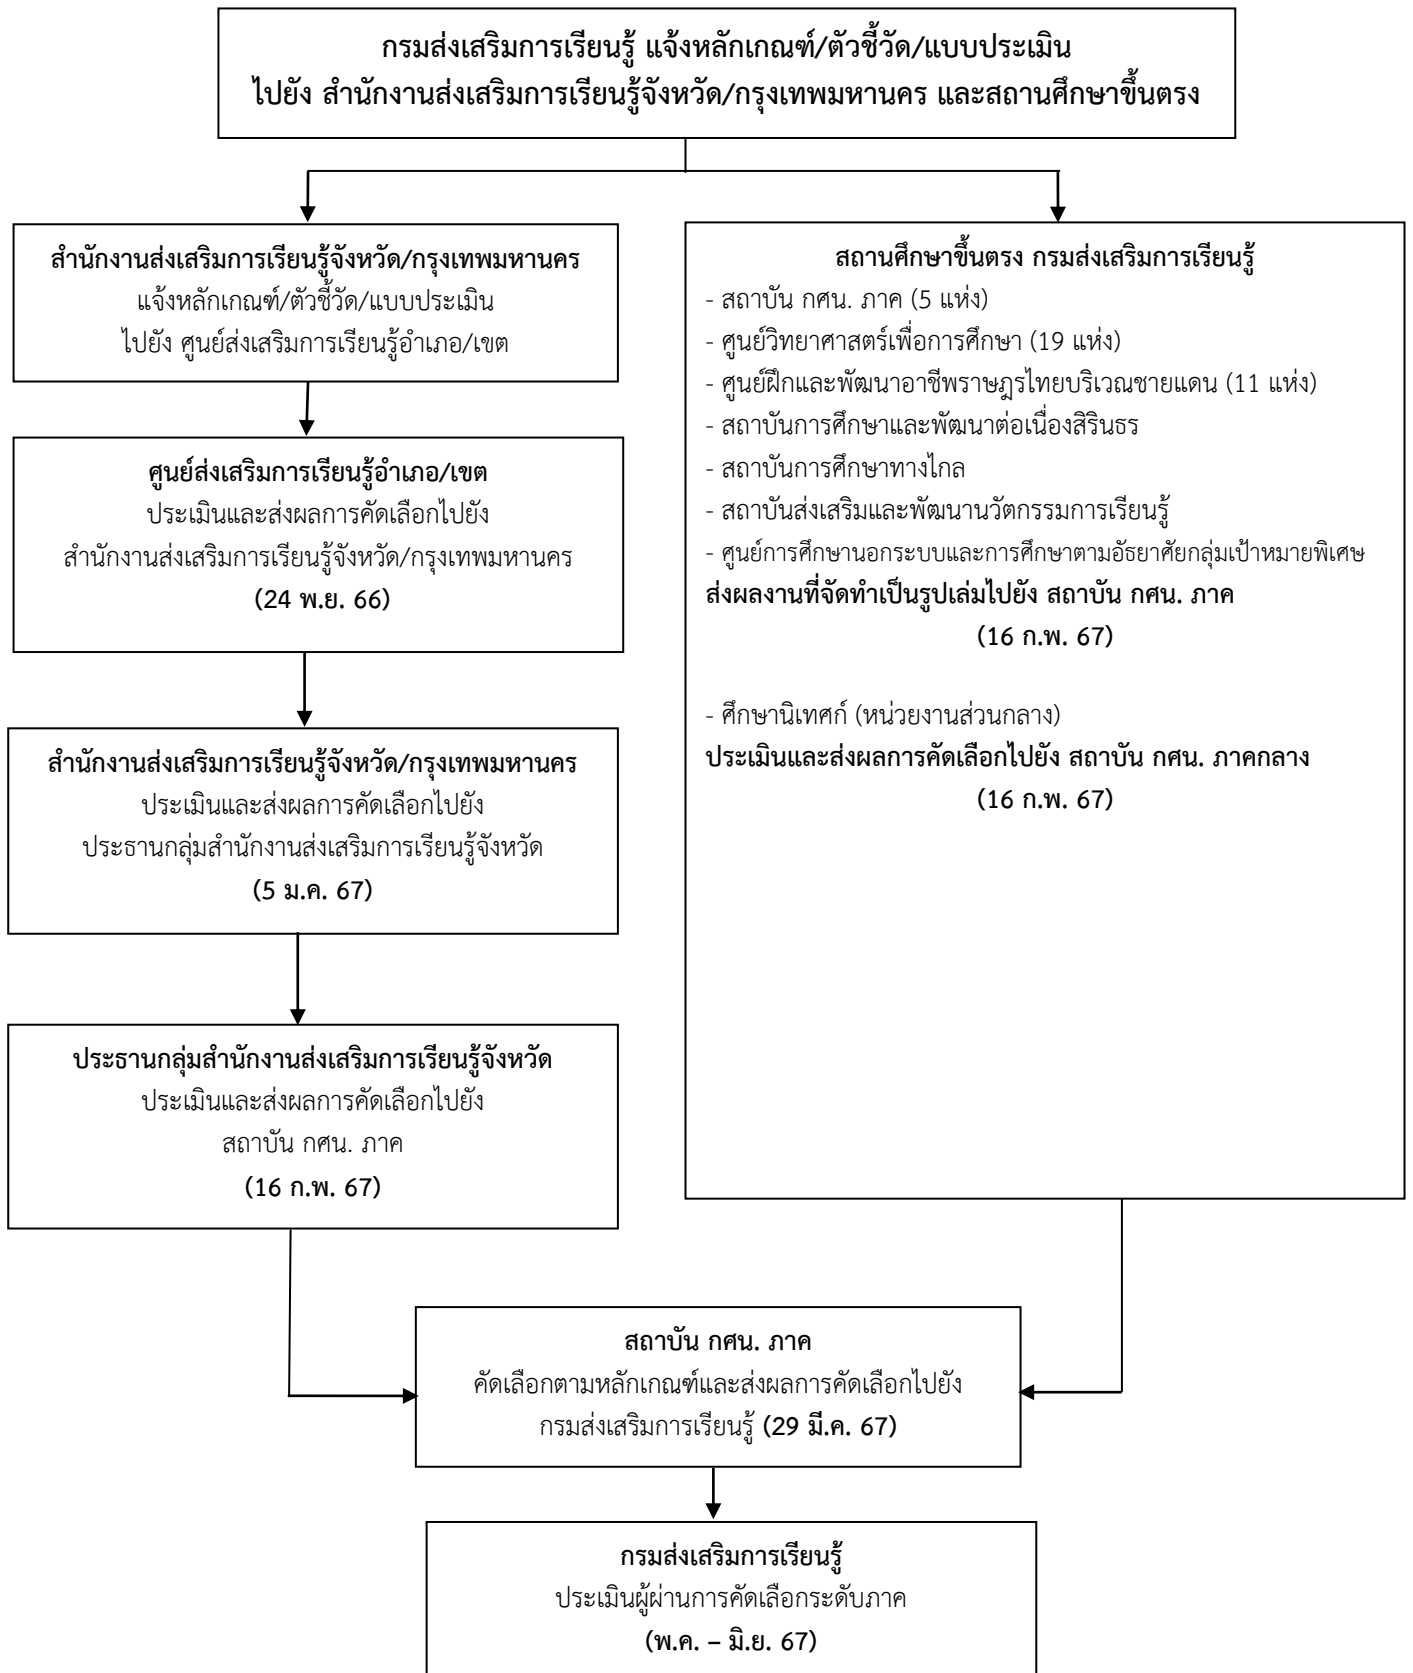 กรมส่งเสริมการเรียนรู้ แจ้งหลักเกณฑ์/ตัวชี้วัด/แบบประเมิน
ไปยัง สำนักงานส่งเสริมการเรียนรู้จังหวัด/กรุงเทพมหานคร และสถานศึกษาขึ้นตรง
สำนักงานส่งเสริมการเรียนรู้จังหวัด/กรุงเทพมหานคร
แจ้งหลักเกณฑ์/ตัวชี้วัด/แบบประเมิน
ไปยัง ศูนย์ส่งเสริมการเรียนรู้อำเภอ/เขต
ศูนย์ส่งเสริมการเรียนรู้อำเภอ/เขต
ประเมินและส่งผลการคัดเลือกไปยัง
สำนักงานส่งเสริมการเรียนรู้จังหวัด/กรุงเทพมหานคร
(24 พ.ย. 66)
สำนักงานส่งเสริมการเรียนรู้จังหวัด/กรุงเทพมหานคร
ประเมินและส่งผลการคัดเลือกไปยัง
ประธานกลุ่มสำนักงานส่งเสริมการเรียนรู้จังหวัด
(5 ม.ค. 67)
ประธานกลุ่มสำนักงานส่งเสริมการเรียนรู้จังหวัด
ประเมินและส่งผลการคัดเลือกไปยัง
สถาบัน กศน. ภาค
(16 ก.พ. 67)
สถานศึกษาขึ้นตรง กรมส่งเสริมการเรียนรู้
- สถาบัน กศน. ภาค (5 แห่ง)
- ศูนย์วิทยาศาสตร์เพื่อการศึกษา (19 แห่ง)
- ศูนย์ฝึกและพัฒนาอาชีพราษฎรไทยบริเวณชายแดน (11 แห่ง)
- สถาบันการศึกษาและพัฒนาต่อเนื่องสิรินธร
- สถาบันการศึกษาทางไกล
- สถาบันส่งเสริมและพัฒนานวัตกรรมการเรียนรู้
- ศูนย์การศึกษานอกระบบและการศึกษาตามอัธยาศัยกลุ่มเป้าหมายพิเศษ
ส่งผลงานที่จัดทำเป็นรูปเล่มไปยัง สถาบัน กศน. ภาค
(16 ก.พ. 67)
- ศึกษานิเทศก์ (หน่วยงานส่วนกลาง)
ประเมินและส่งผลการคัดเลือกไปยัง สถาบัน กศน. ภาคกลาง
(16 ก.พ. 67)
สถาบัน กศน. ภาค
คัดเลือกตามหลักเกณฑ์และส่งผลการคัดเลือกไปยัง
กรมส่งเสริมการเรียนรู้ (29 มี.ค. 67)
กรมส่งเสริมการเรียนรู้
ประเมินผู้ผ่านการคัดเลือกระดับภาค
(พ.ค. – มิ.ย. 67)